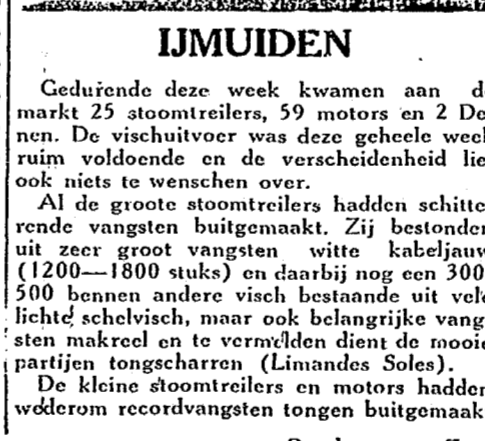 IJMUIDEN
Gedurende deze week kwamen aan d
markt 25 stoomtreilers, 59 motors en 2 De
nen. De vischuitvoer was deze geheele wee
ruim voldoende en de verscheidenheid lie
ook niets te wenschen over.
Al de groote stoomtreilers hadden schitte
rende vangsten buitgemaakt. Zij bestonden
uit zeer groot vangsten witte kabeljauw
(1200—1800 stuks) en daarbij nog een 300
500 bennen andere visch bestaande uit vele
lichte schelvisch, maar ook belangrijke vang
sten makreel en te vermelden dient de mooie
partijen tongscharren (Limandes Soles).
De kleine stoomtreilers en motors hadden
wederom recordvangsten tongen buitgemaak